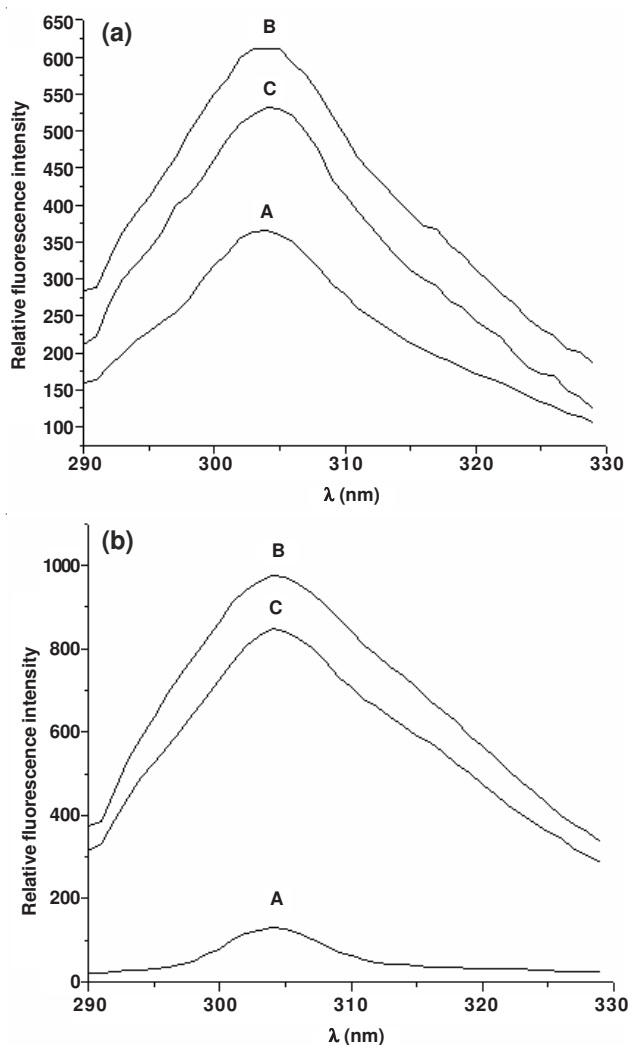 (a)
B
C
A
650
600
550
500
450
400
350
300
250
200
150
100
Relative fluorescence intensity
290 300 310 320 330
λ (nm)
(b)
B
C
A
1000
800
600
400
200
0
Relative fluorescence intensity
290 300 310 320 330
λ (nm)